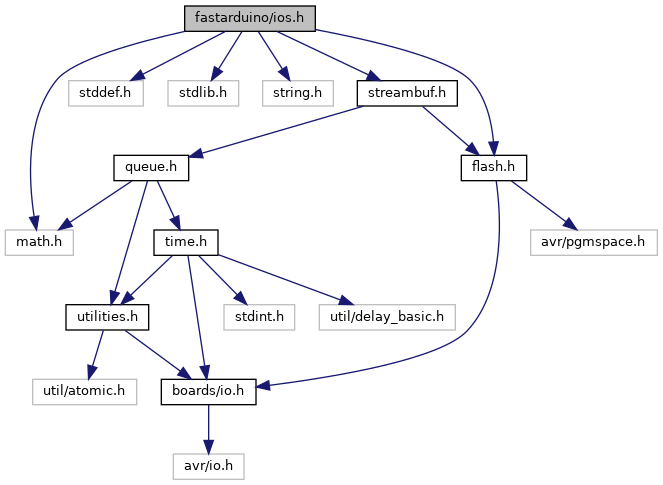 fastarduino/ios.h
stddef.h
stdlib.h
string.h
streambuf.h
queue.h
flash.h
math.h
time.h
avr/pgmspace.h
utilities.h
stdint.h
util/delay_basic.h
util/atomic.h
boards/io.h
avr/io.h